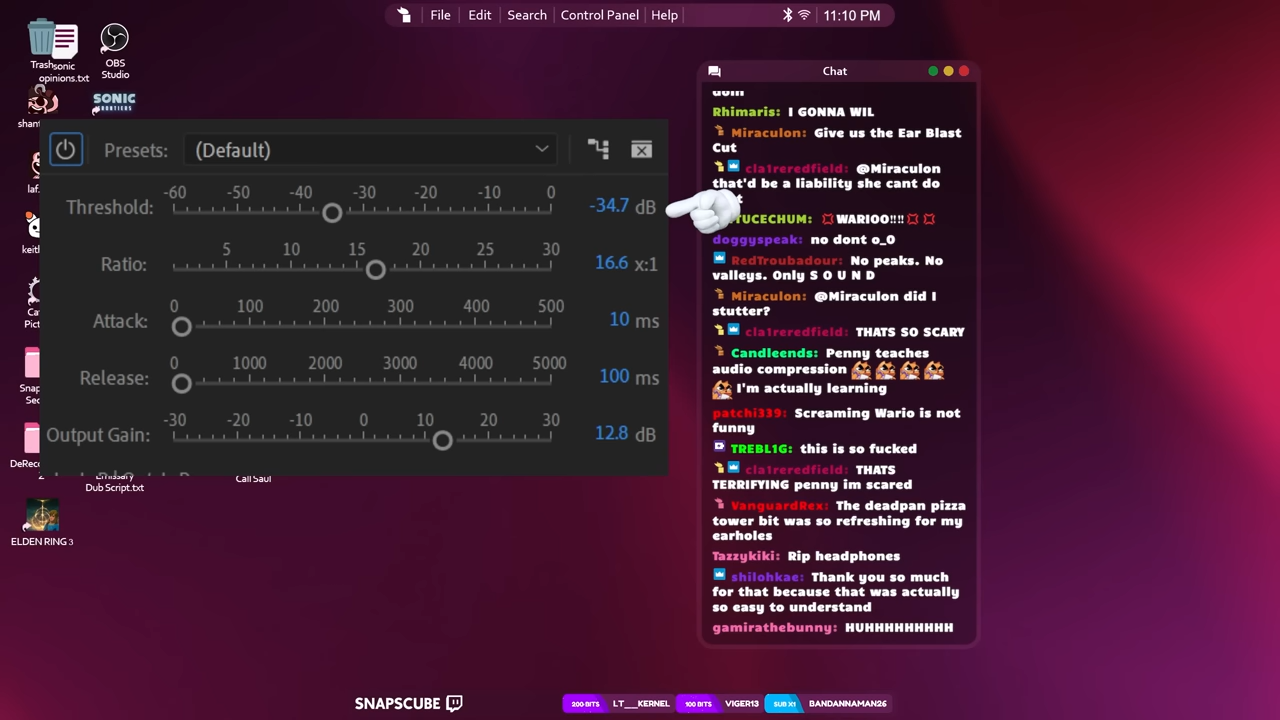 File Edit Search Control Panel Help 11:10 PM
Trash
sonic
opinions.txt
OBS
Studio
SONIC
FRONTIERS
Chat
Rhimaris: I GONNA WIL
Miraculon: Give us the Ear Blast
Cut
cla1reredfield: @Miraculon
that'd be a liability she cant do
WARIOO!!!!
doggyspeak: no dont o_0
RedTroubadour: No peaks. No
valleys. Only S O U N D
Miraculon: @Miraculon did I
stutter?
cla1reredfield: THATS SO SCARY
Candleends: Penny teaches
audio compression
I'm actually learning
patchi339: Screaming Wario is not
funny
TREBL1G: this is so fucked
cla1reredfield: THATS
TERRIFYING penny im scared
VanguardRex: The deadpan pizza
tower bit was so refreshing for my
earholes
Tazzykiki: Rip headphones
shilohkae: Thank you so much
for that because that was actually
so easy to understand
gamirathebunny: HUHHHHHHHHH
Presets: (Default)
-60 -50 -40 -30 -20 -10 0
Threshold: -34.7 dB
5 10 15 20 25 30
Ratio: 16.6 x:1
0 100 200 300 400 500
Attack: 10 ms
0 1000 2000 3000 4000 5000
Release: 100 ms
-30 -20 -10 0 10 20 30
Output Gain: 12.8 dB
Dub Script.txt
Call Saul
ELDEN RING 3
SNAPSCUBE
200 BITS LT___KERNEL 100 BITS VIGER13 SUB X1 BANDANNAMAN26